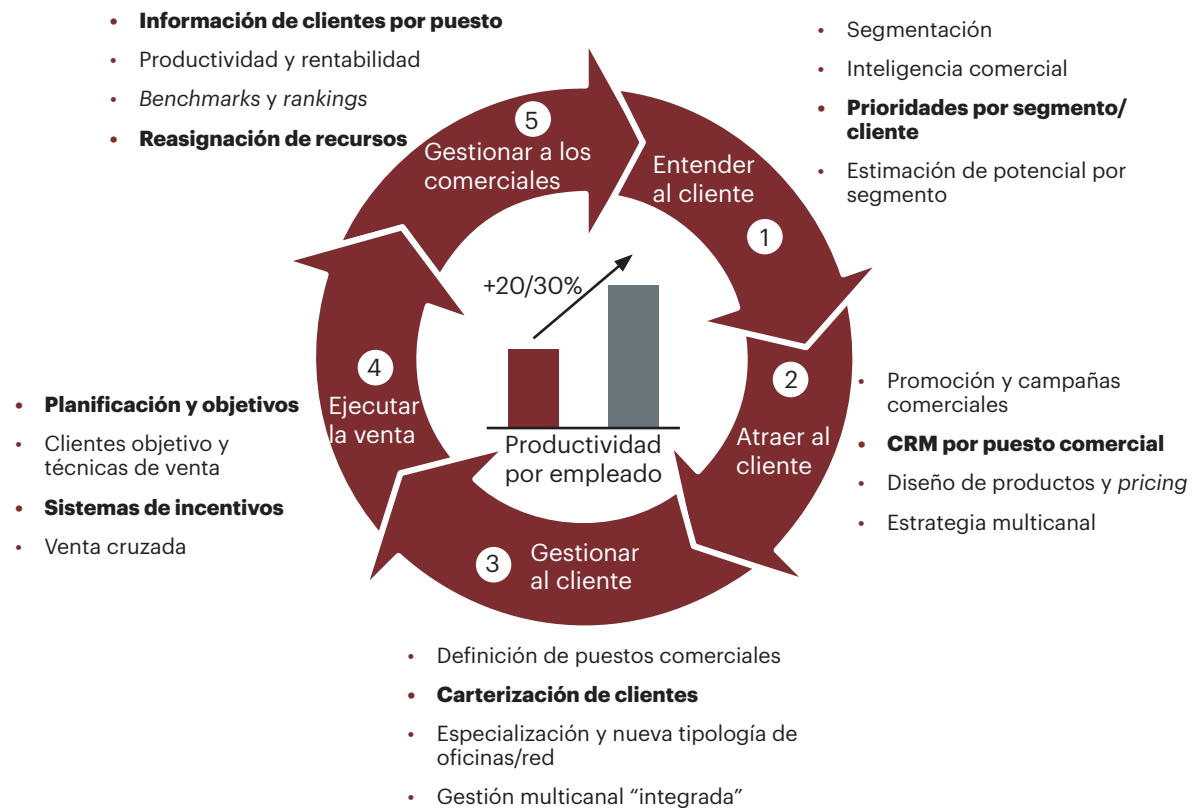 • Información de clientes por puesto
• Productividad y rentabilidad
• Benchmarks y rankings
• Reasignación de recursos
• Segmentación
• Inteligencia comercial
• Prioridades por segmento/
cliente
• Estimación de potencial por
segmento
5
Gestionar a los
comerciales
Entender
al cliente
1
+20/30%
Productividad
por empleado
2
Atraer al
cliente
• Promoción y campañas
comerciales
• CRM por puesto comercial
• Diseño de productos y pricing
• Estrategia multicanal
3
Gestionar
al cliente
• Definición de puestos comerciales
• Carterización de clientes
• Especialización y nueva tipología de
oficinas/red
• Gestión multicanal “integrada”
4
Ejecutar
la venta
• Planificación y objetivos
• Clientes objetivo y
técnicas de venta
• Sistemas de incentivos
• Venta cruzada